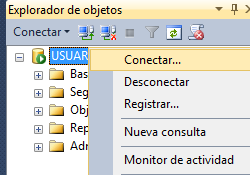 Explorador de objetos
Conectar
USUAR
Conectar...
Bas
Desconectar
Seg
Registrar...
Obj
Rep
Nueva consulta
Adr
Monitor de actividad